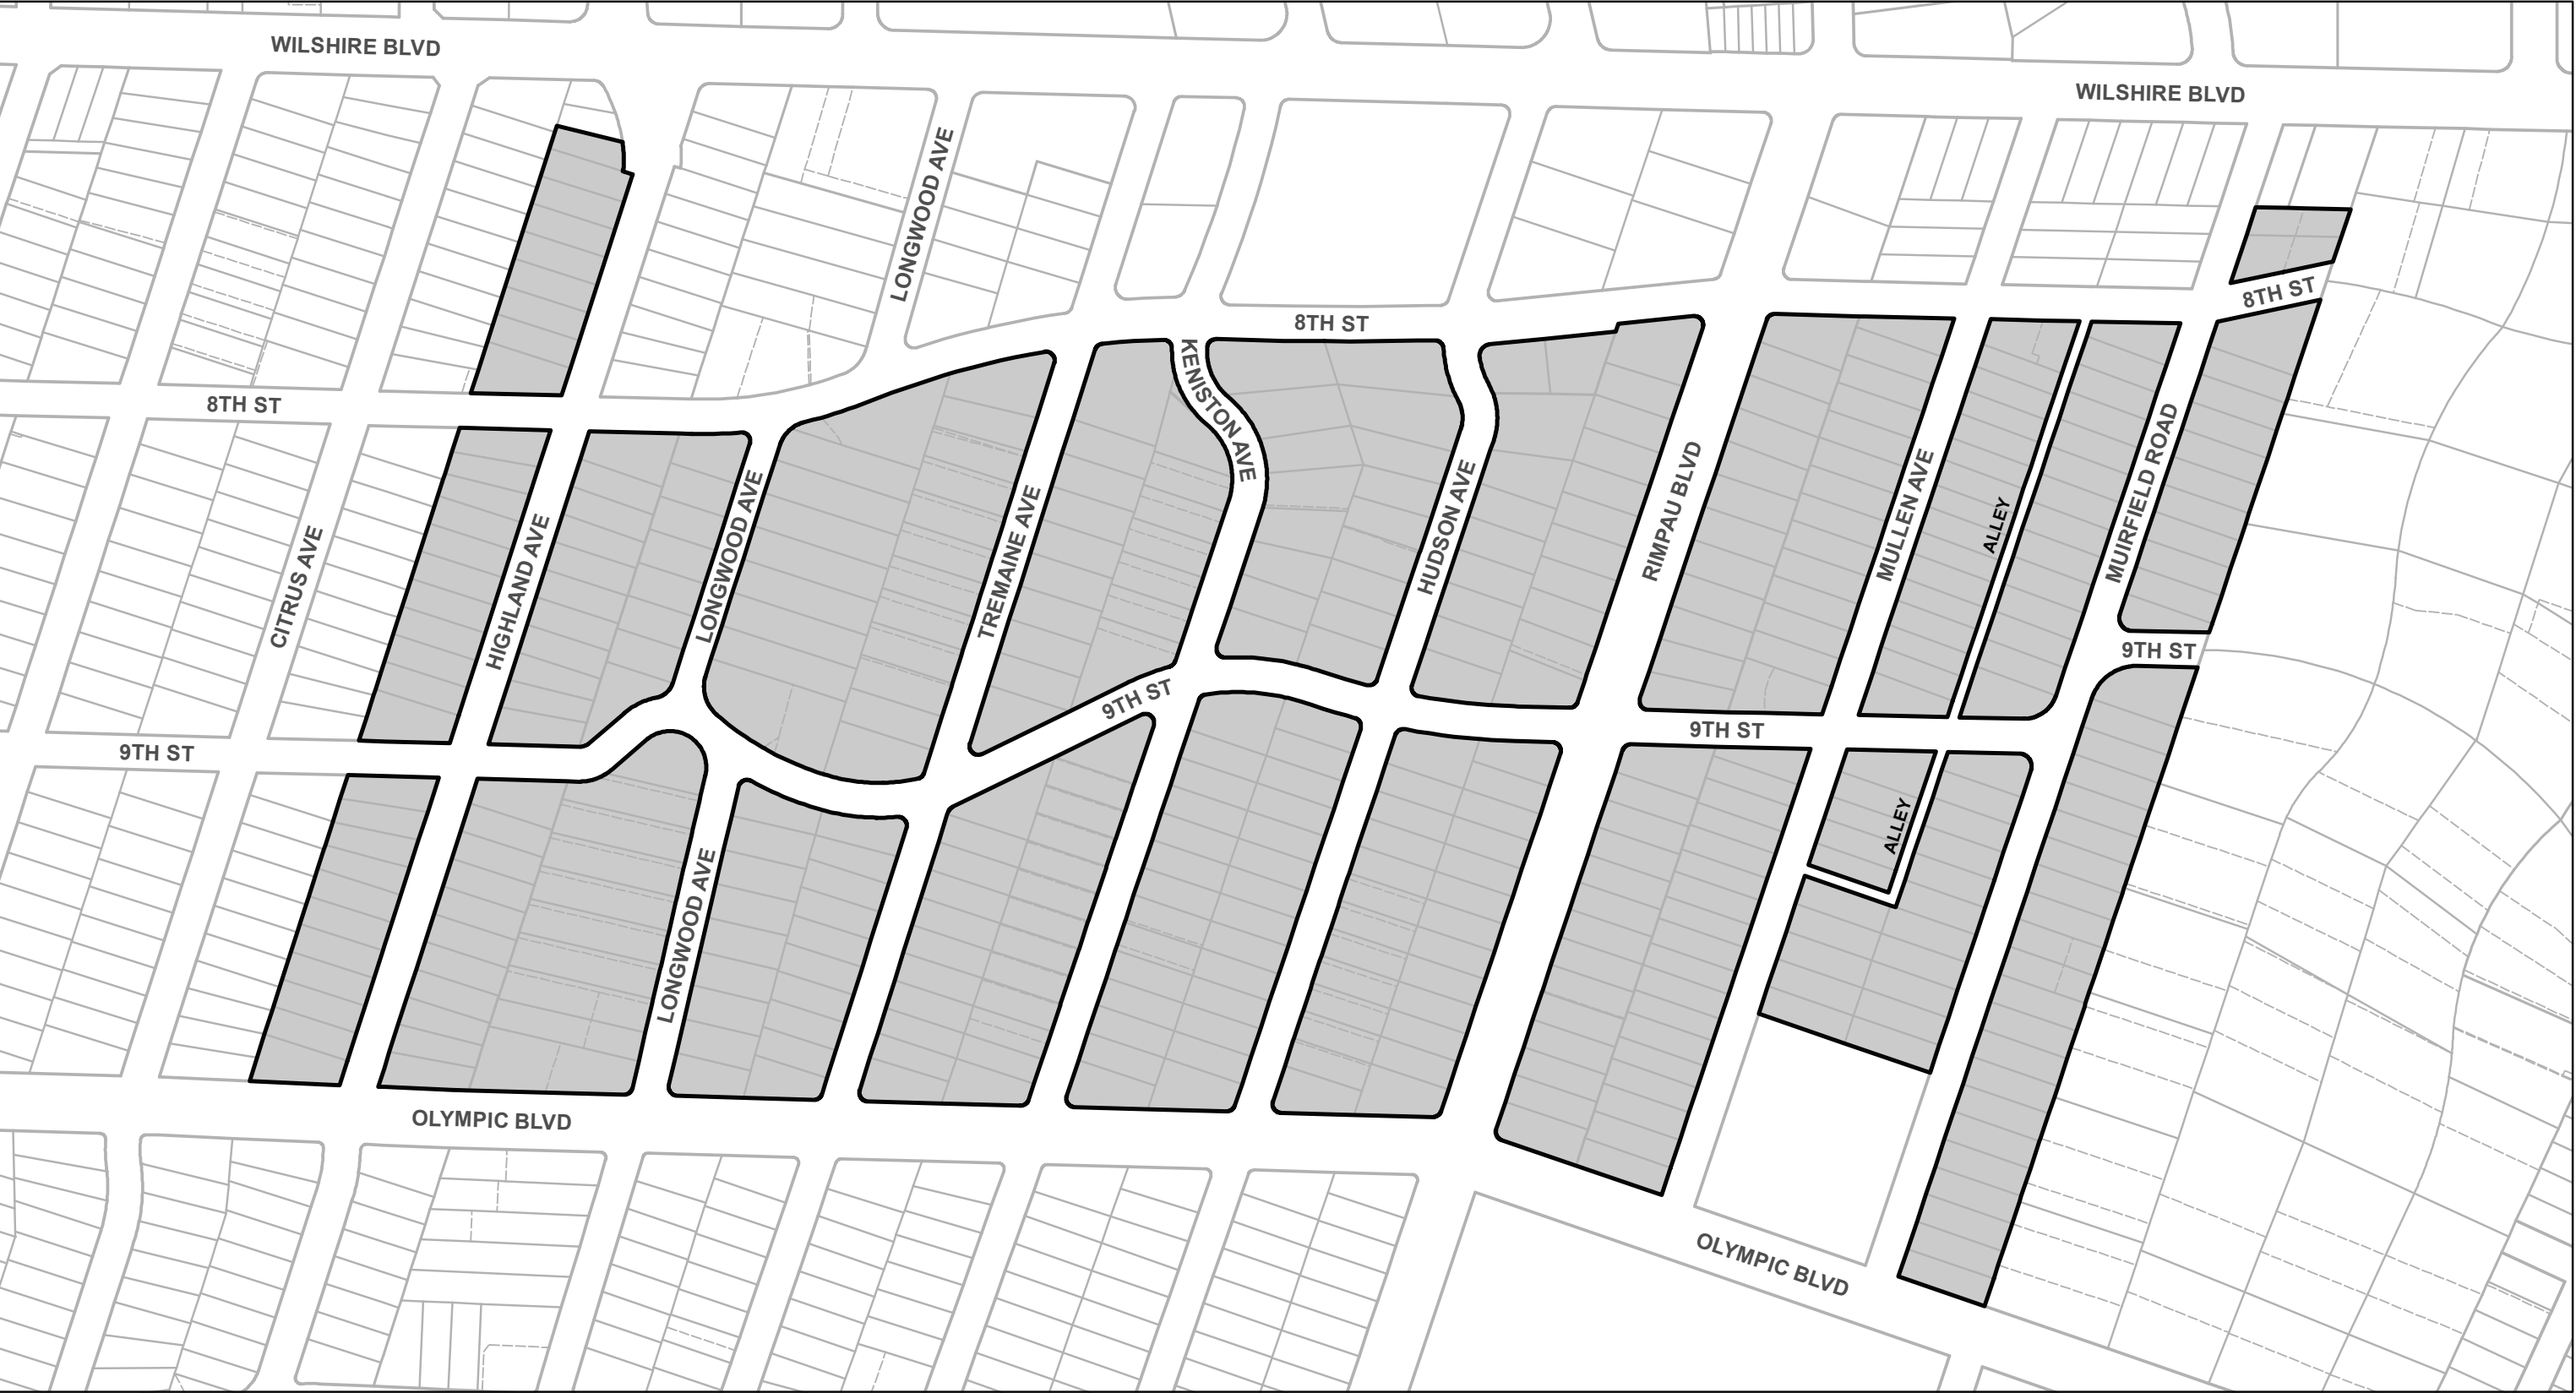 WILSHIRE BLVD
WILSHIRE BLVD
LONGWOOD AVE
8TH ST
8TH ST
KENISTON AVE
8TH ST
CITRUS AVE
HIGHLAND AVE
LONGWOOD AVE
TREMAINE AVE
HUDSON AVE
RIMPAU BLVD
MULLEN AVE
ALLEY
MUIRFIELD ROAD
9TH ST
9TH ST
9TH ST
9TH ST
ALLEY
LONGWOOD AVE
OLYMPIC BLVD
OLYMPIC BLVD